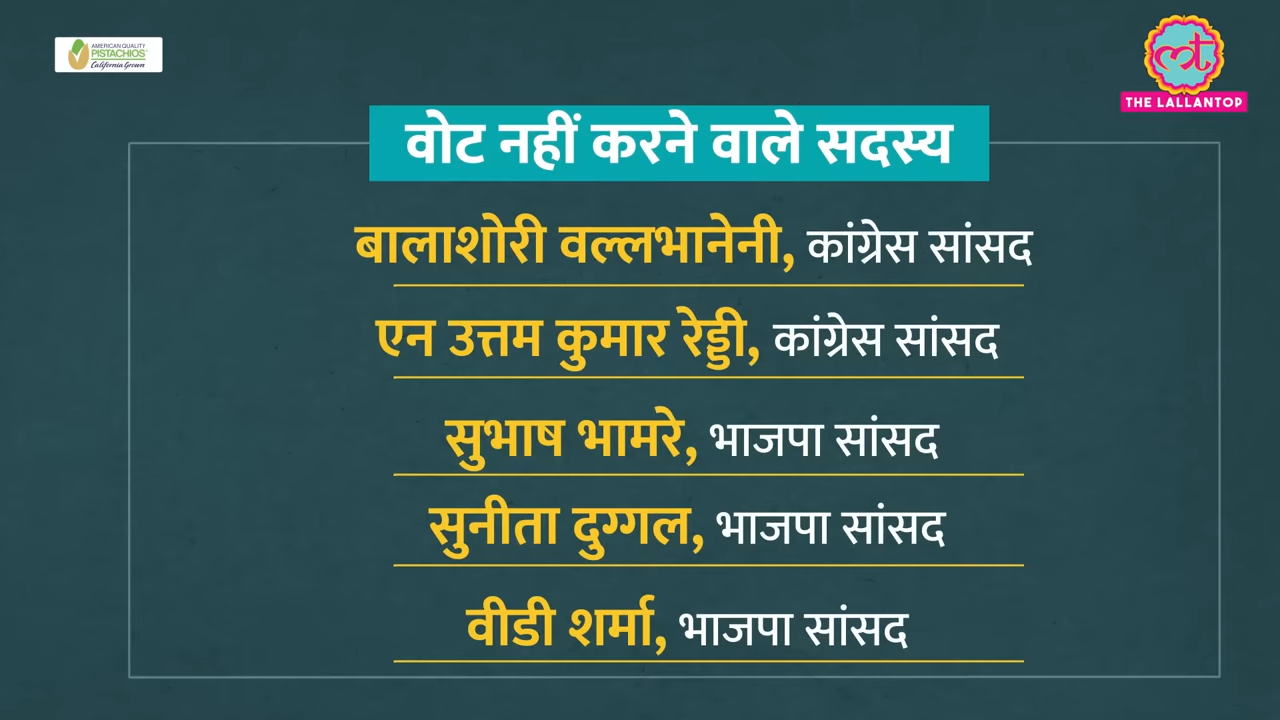 AMERICAN QUALITY
PISTACHIOS
California Grown
THE LALLANTOP
वोट नहीं करने वाले सदस्य
बालाशोरी वल्लभानेनी, कांग्रेस सांसद
एन उत्तम कुमार रेड्डी, कांग्रेस सांसद
सुभाष भामरे, भाजपा सांसद
सुनीता दुग्गल, भाजपा सांसद
वीडी शर्मा, भाजपा सांसद